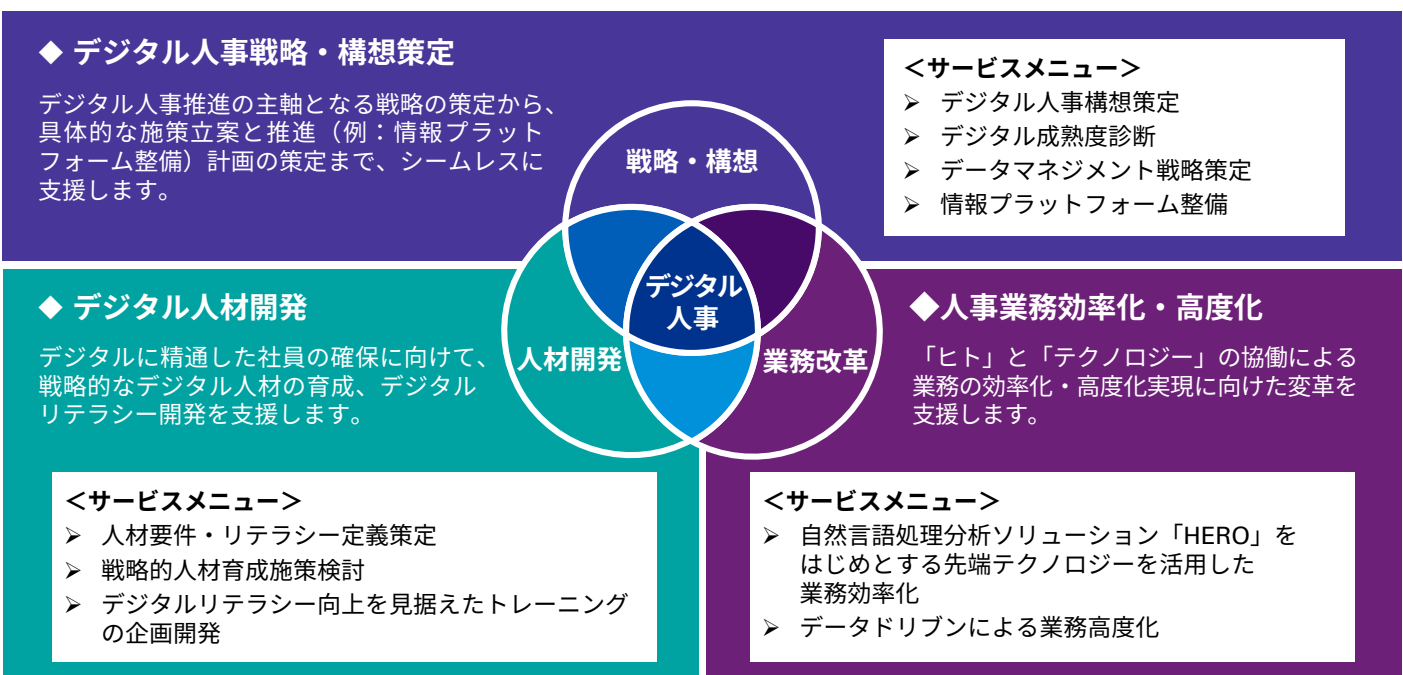 ◆ デジタル人事戦略・構想策定
デジタル人事推進の主軸となる戦略の策定から、
具体的な施策立案と推進（例：情報プラット
フォーム整備）計画の策定まで、シームレスに
支援します。
＜サービスメニュー＞
➢ デジタル人事構想策定
➢ デジタル成熟度診断
➢ データマネジメント戦略策定
➢ 情報プラットフォーム整備
戦略・構想
デジタル
人事
人材開発
業務改革
◆ デジタル人材開発
デジタルに精通した社員の確保に向けて、
戦略的なデジタル人材の育成、デジタル
リテラシー開発を支援します。
＜サービスメニュー＞
➢ 人材要件・リテラシー定義策定
➢ 戦略的人材育成施策検討
➢ デジタルリテラシー向上を見据えたトレーニング
の企画開発
◆人事業務効率化・高度化
「ヒト」と「テクノロジー」の協働による
業務の効率化・高度化実現に向けた変革を
支援します。
＜サービスメニュー＞
➢ 自然言語処理分析ソリューション「HERO」を
はじめとする先端テクノロジーを活用した
業務効率化
➢ データドリブンによる業務高度化